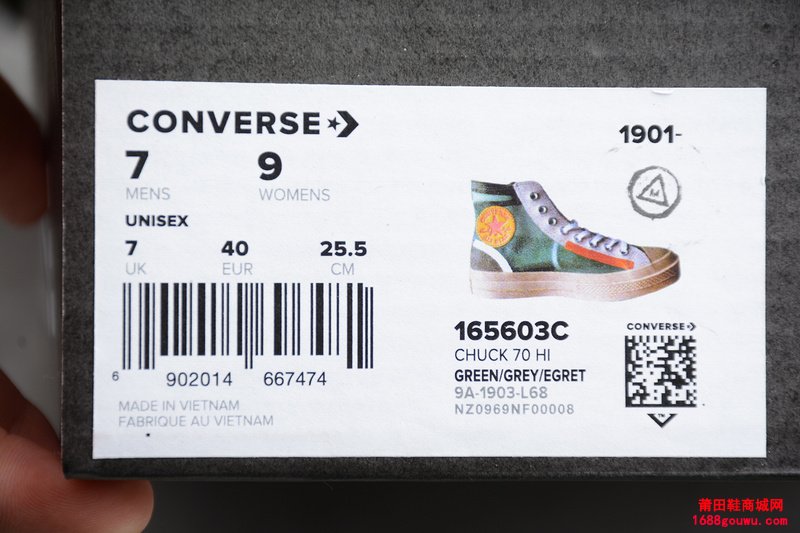 CONVERSE
1901-
7 9
MENS WOMENS
UNISEX
7 40 25.5
UK EUR CM
6 902014 667474
MADE IN VIETNAM
FABRIQUE AU VIETNAM
165603C
CHUCK 70 HI
GREEN/GREY/EGRET
9A-1903-L68
NZ0969NF00008
CONVERSE
莆田鞋商城网
1688gouwu.com